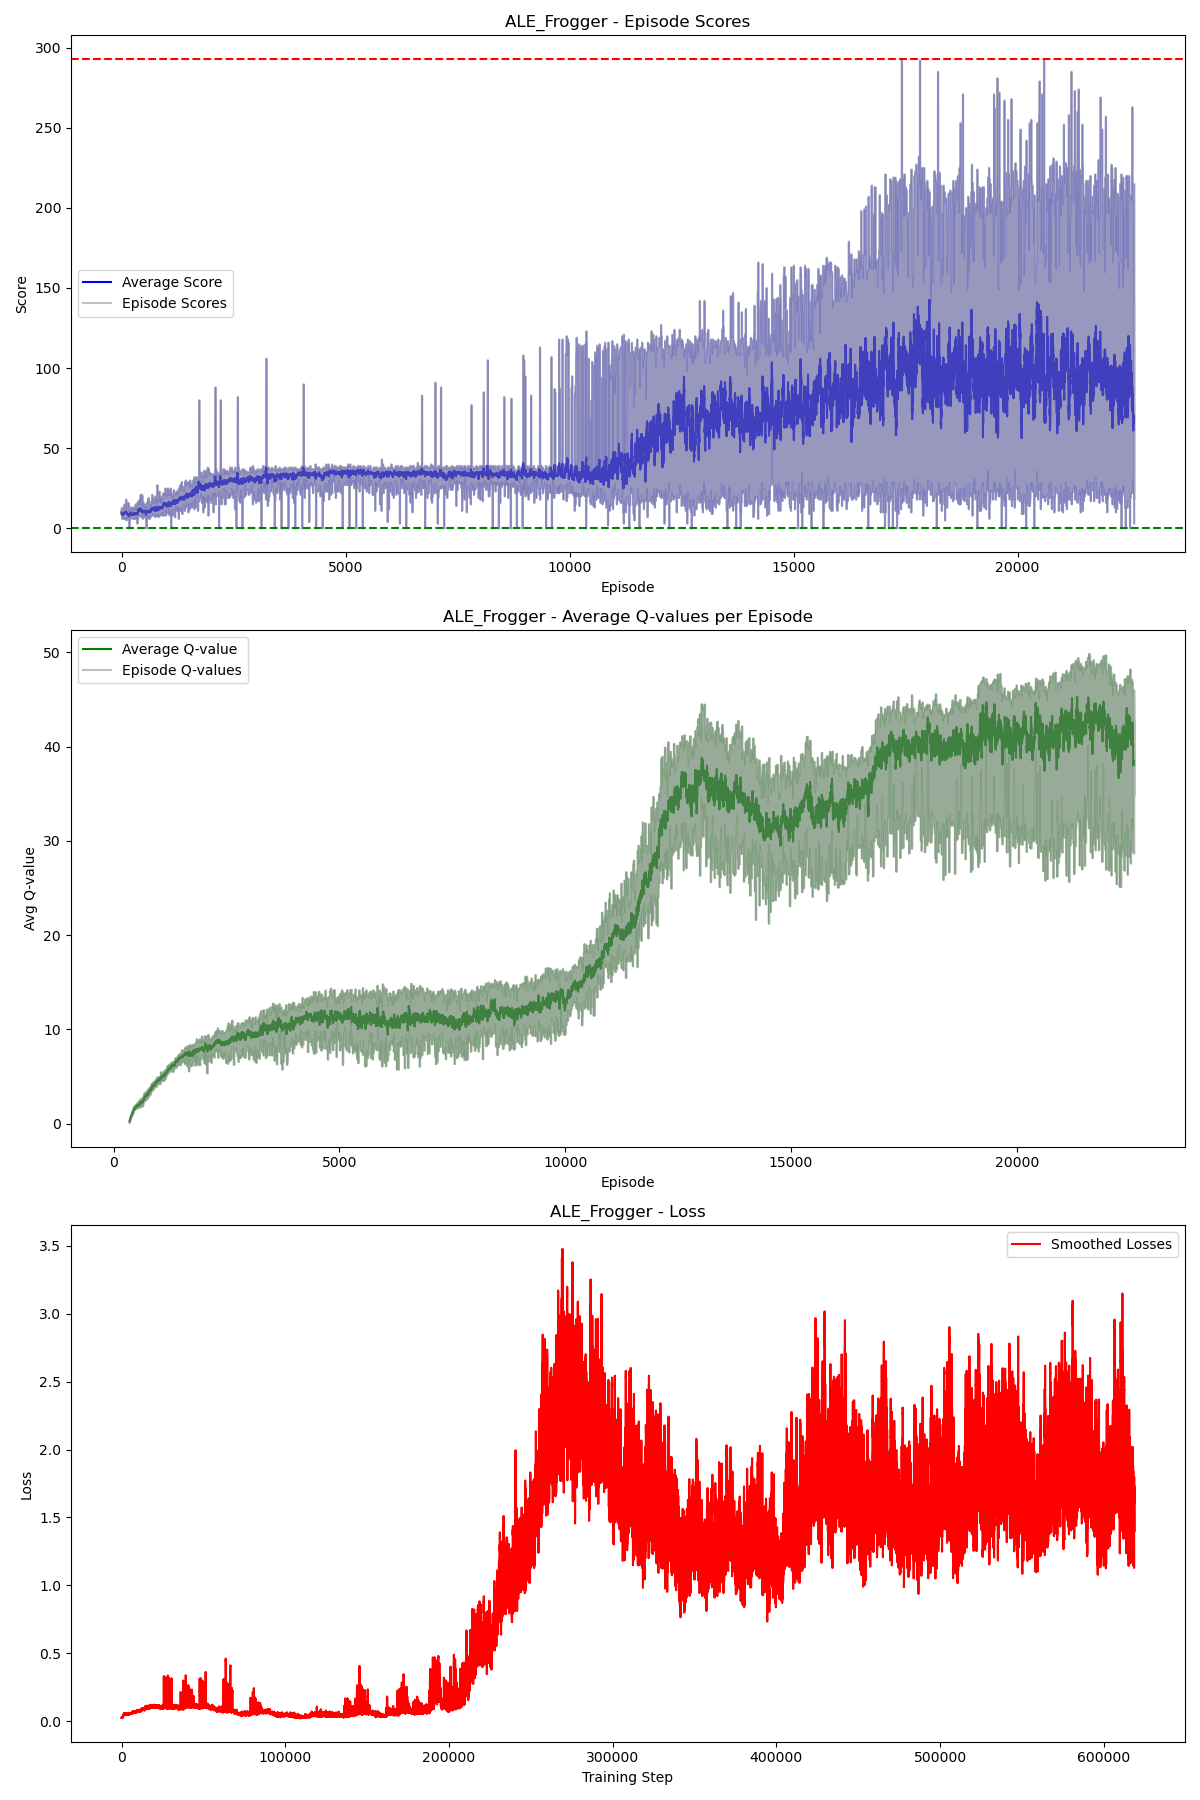 ALE_Frogger - Episode Scores
300
250
200
150
100
50
0
Score
Average Score
Episode Scores
0
5000
10000
15000
20000
Episode
ALE_Frogger - Average Q-values per Episode
50
40
30
20
10
0
Avg Q-value
Average Q-value
Episode Q-values
0
5000
10000
15000
20000
Episode
ALE_Frogger - Loss
3.5
3.0
2.5
2.0
1.5
1.0
0.5
0.0
Loss
Smoothed Losses
0
100000
200000
300000
400000
500000
600000
Training Step